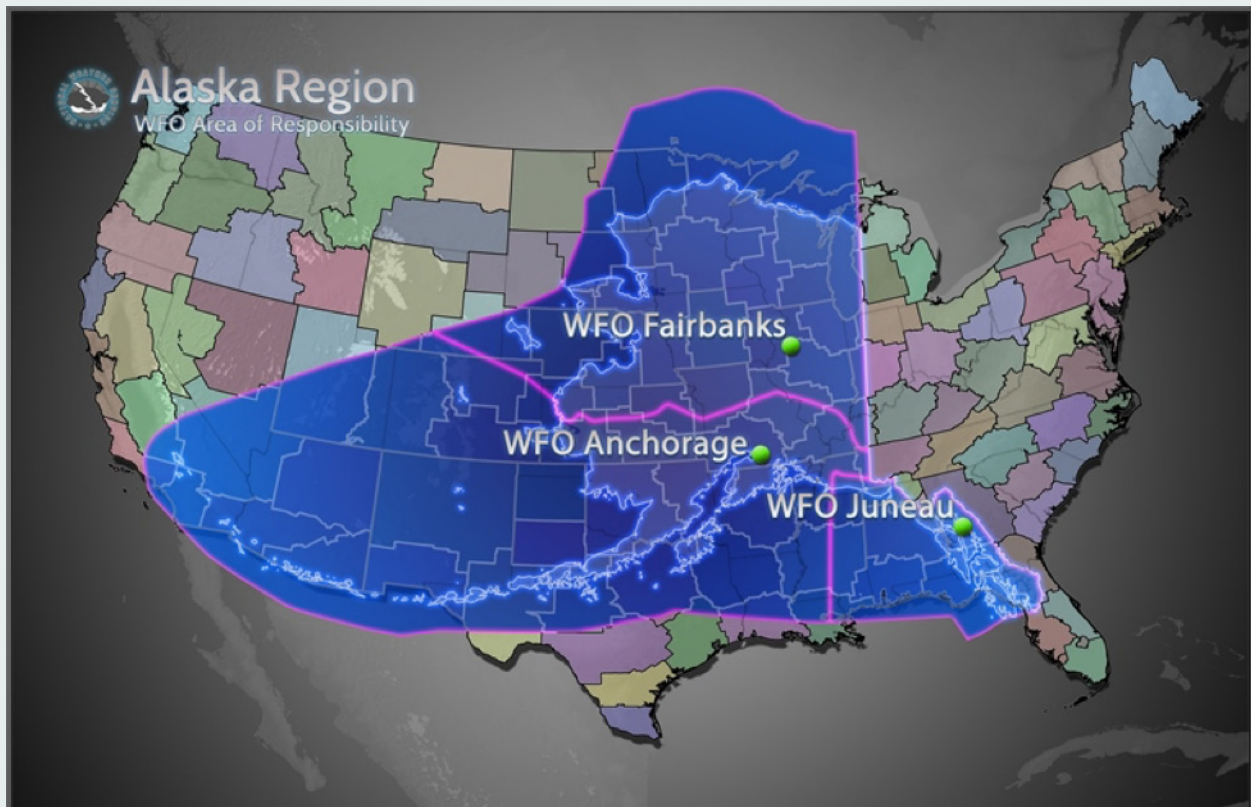 Alaska Region
WFO Area of Responsibility
WFO Fairbanks
WFO Anchorage
WFO Juneau